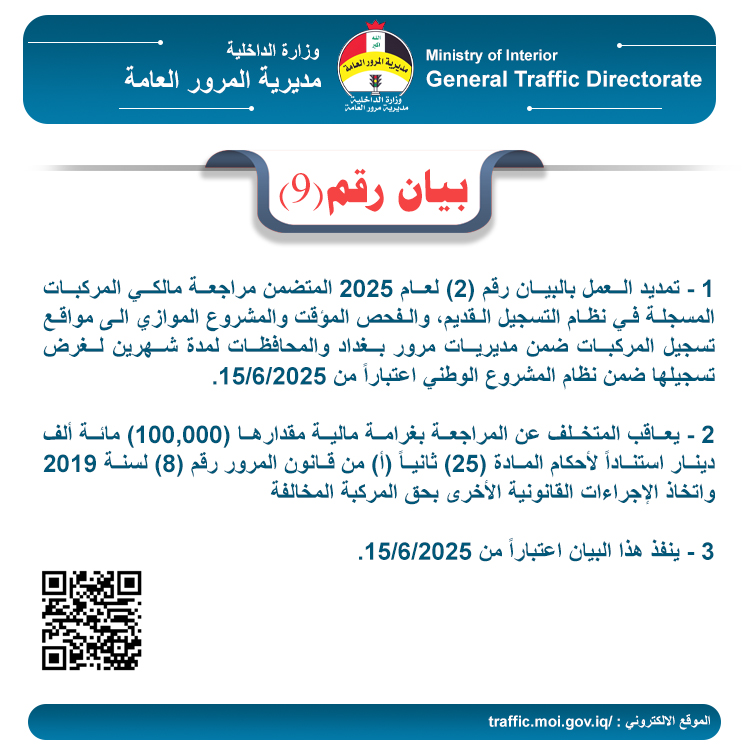 وزارة الداخلية
مديرية المرور العامة
الله
اكبر
مديرية المرور العامة
وزارة الداخلية
مديرية مرور العامة
Ministry of Interior
General Traffic Directorate
بيان رقم (9)
1 - تمديد العمل بالبيان رقم (2) لعام 2025 المتضمن مراجعة مالكي المركبات
المسجلة في نظام التسجيل القديم، والفحص المؤقت والمشروع الموازي الى مواقع
تسجيل المركبات ضمن مديريات مرور بغداد والمحافظات لمدة شهرين لغرض
تسجيلها ضمن نظام المشروع الوطني اعتباراً من 15/6/2025.
2 - يعاقب المتخلف عن المراجعة بغرامة مالية مقدارها (100,000) مائة ألف
دينار استناداً لأحكام المادة (25) ثانياً (أ) من قانون المرور رقم (8) لسنة 2019
واتخاذ الإجراءات القانونية الأخرى بحق المركبة المخالفة
3 - ينفذ هذا البيان اعتباراً من 15/6/2025.
الموقع الالكتروني : traffic.moi.gov.iq/